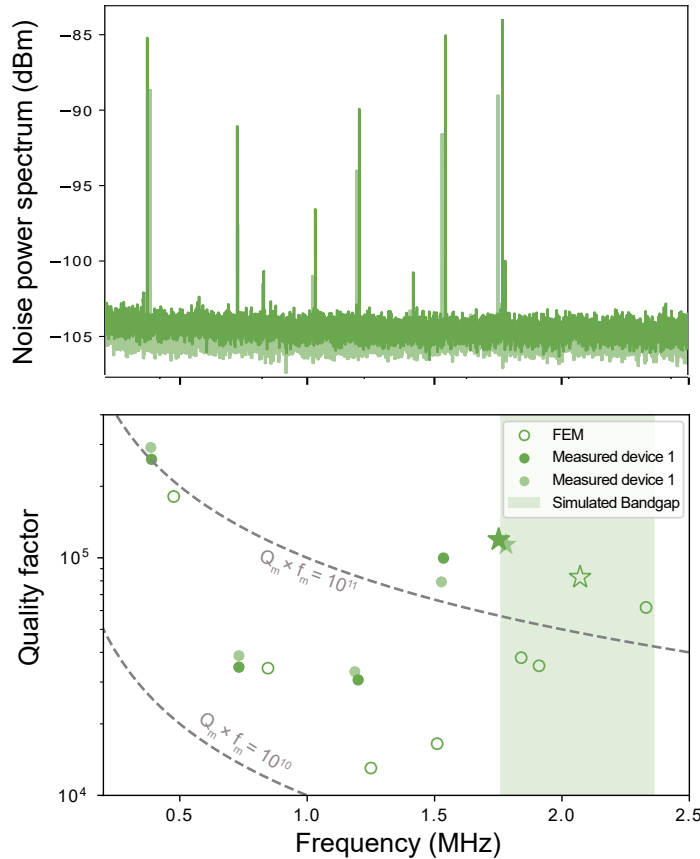 Noise power spectrum (dBm)
−85
−90
−95
−100
−105
Quality factor
10⁵
10⁴
FEM
Measured device 1
Measured device 1
Simulated Bandgap
Qₘ × fₘ = 10¹¹
Qₘ × fₘ = 10¹⁰
0.5 1.0 1.5 2.0 2.5
Frequency (MHz)